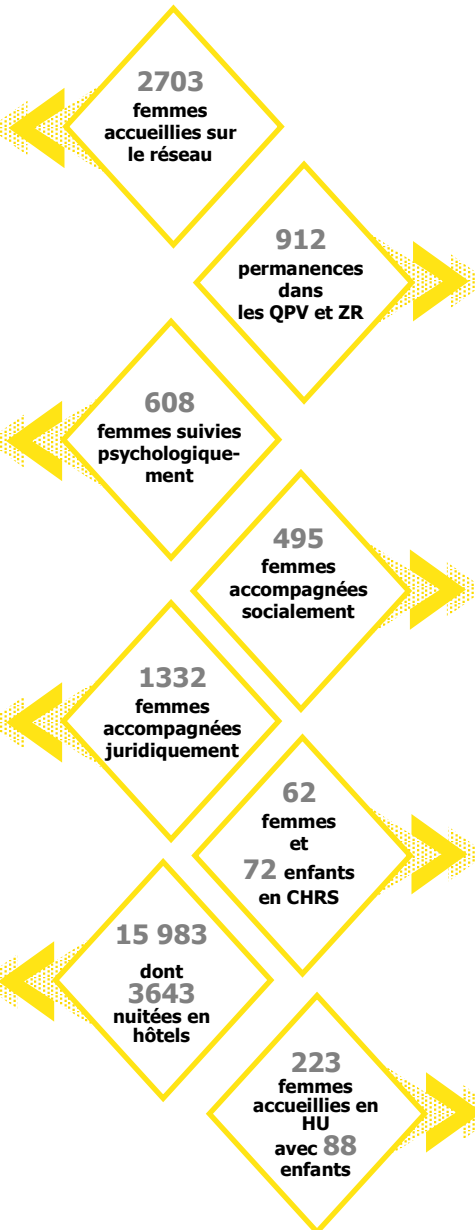 2703
femmes
accueillies sur
le réseau
912
permanences
dans
les QPV et ZR
608
femmes suivies
psychologique-
ment
495
femmes
accompagnées
socialement
1332
femmes
accompagnées
juridiquement
62
femmes
et
72 enfants
en CHRS
15 983
dont
3643
nuitées en
hôtels
223
femmes
accueillies en
HU
avec 88
enfants